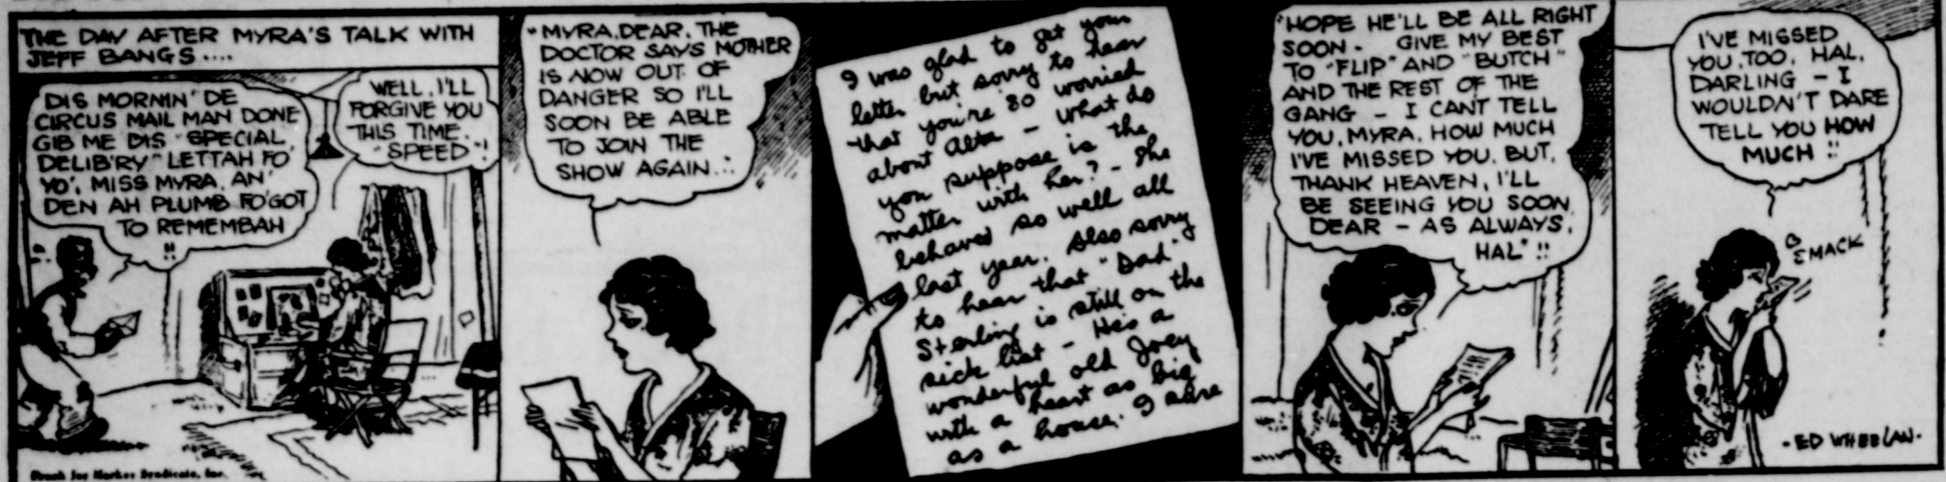 THE DAY AFTER MYRA'S TALK WITH
JEFF BANGS....
DIS MORNIN' DE
CIRCUS MAIL MAN DONE
GIB ME DIS "SPECIAL
DELIB'RY" LETTAH FO'
YO', MISS MYRA, AN'
DEN AH PLUMB FO'GOT
TO REMEMBAH
!!
WELL, I'LL
FORGIVE YOU
THIS TIME,
"SPEED"!
"MYRA, DEAR, THE
DOCTOR SAYS MOTHER
IS NOW OUT OF
DANGER SO I'LL
SOON BE ABLE
TO JOIN THE
SHOW AGAIN...
I was glad to get your
letter but sorry to hear
that you're so worried
about Alta - What do
you suppose is the
matter with her? - She
behaved so well all
last year. Also sorry
to hear that "Dad"
Sterling is still on the
sick list - He's a
wonderful old Joey
with a heart as big
as a house. I sure
"HOPE HE'LL BE ALL RIGHT
SOON - GIVE MY BEST
TO "FLIP" AND "BUTCH"
AND THE REST OF THE
GANG - I CAN'T TELL
YOU, MYRA, HOW MUCH
I'VE MISSED YOU, BUT,
THANK HEAVEN, I'LL
BE SEEING YOU SOON,
DEAR - AS ALWAYS,
HAL" !!
I'VE MISSED
YOU, TOO, HAL,
DARLING - I
WOULDN'T DARE
TELL YOU HOW
MUCH !!
SMACK
-ED WHEELAN-
Frank Jay Markey Syndicate, Inc.